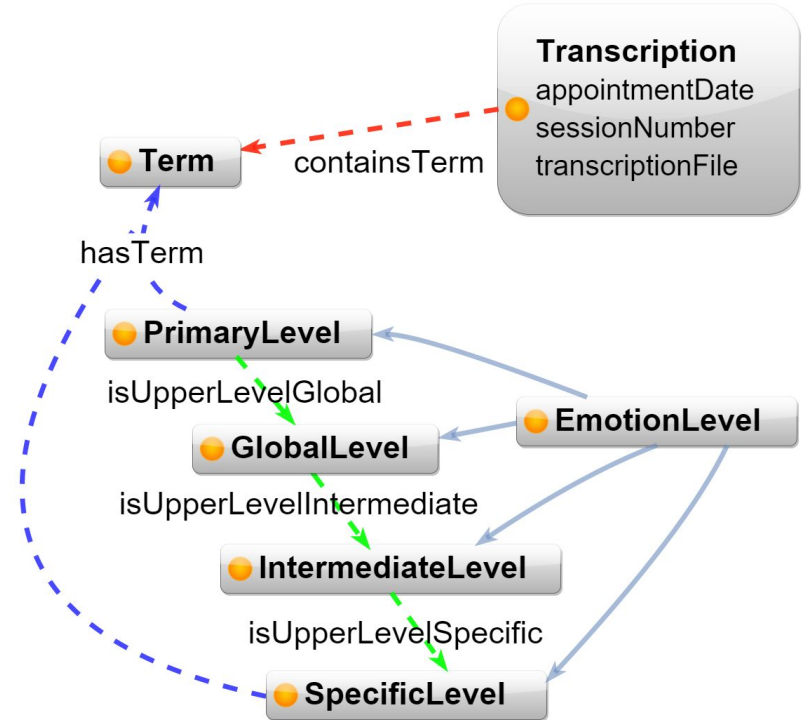 Transcription
appointmentDate
sessionNumber
transcriptionFile
Term
containsTerm
hasTerm
PrimaryLevel
isUpperLevelGlobal
EmotionLevel
GlobalLevel
isUpperLevelIntermediate
IntermediateLevel
isUpperLevelSpecific
SpecificLevel